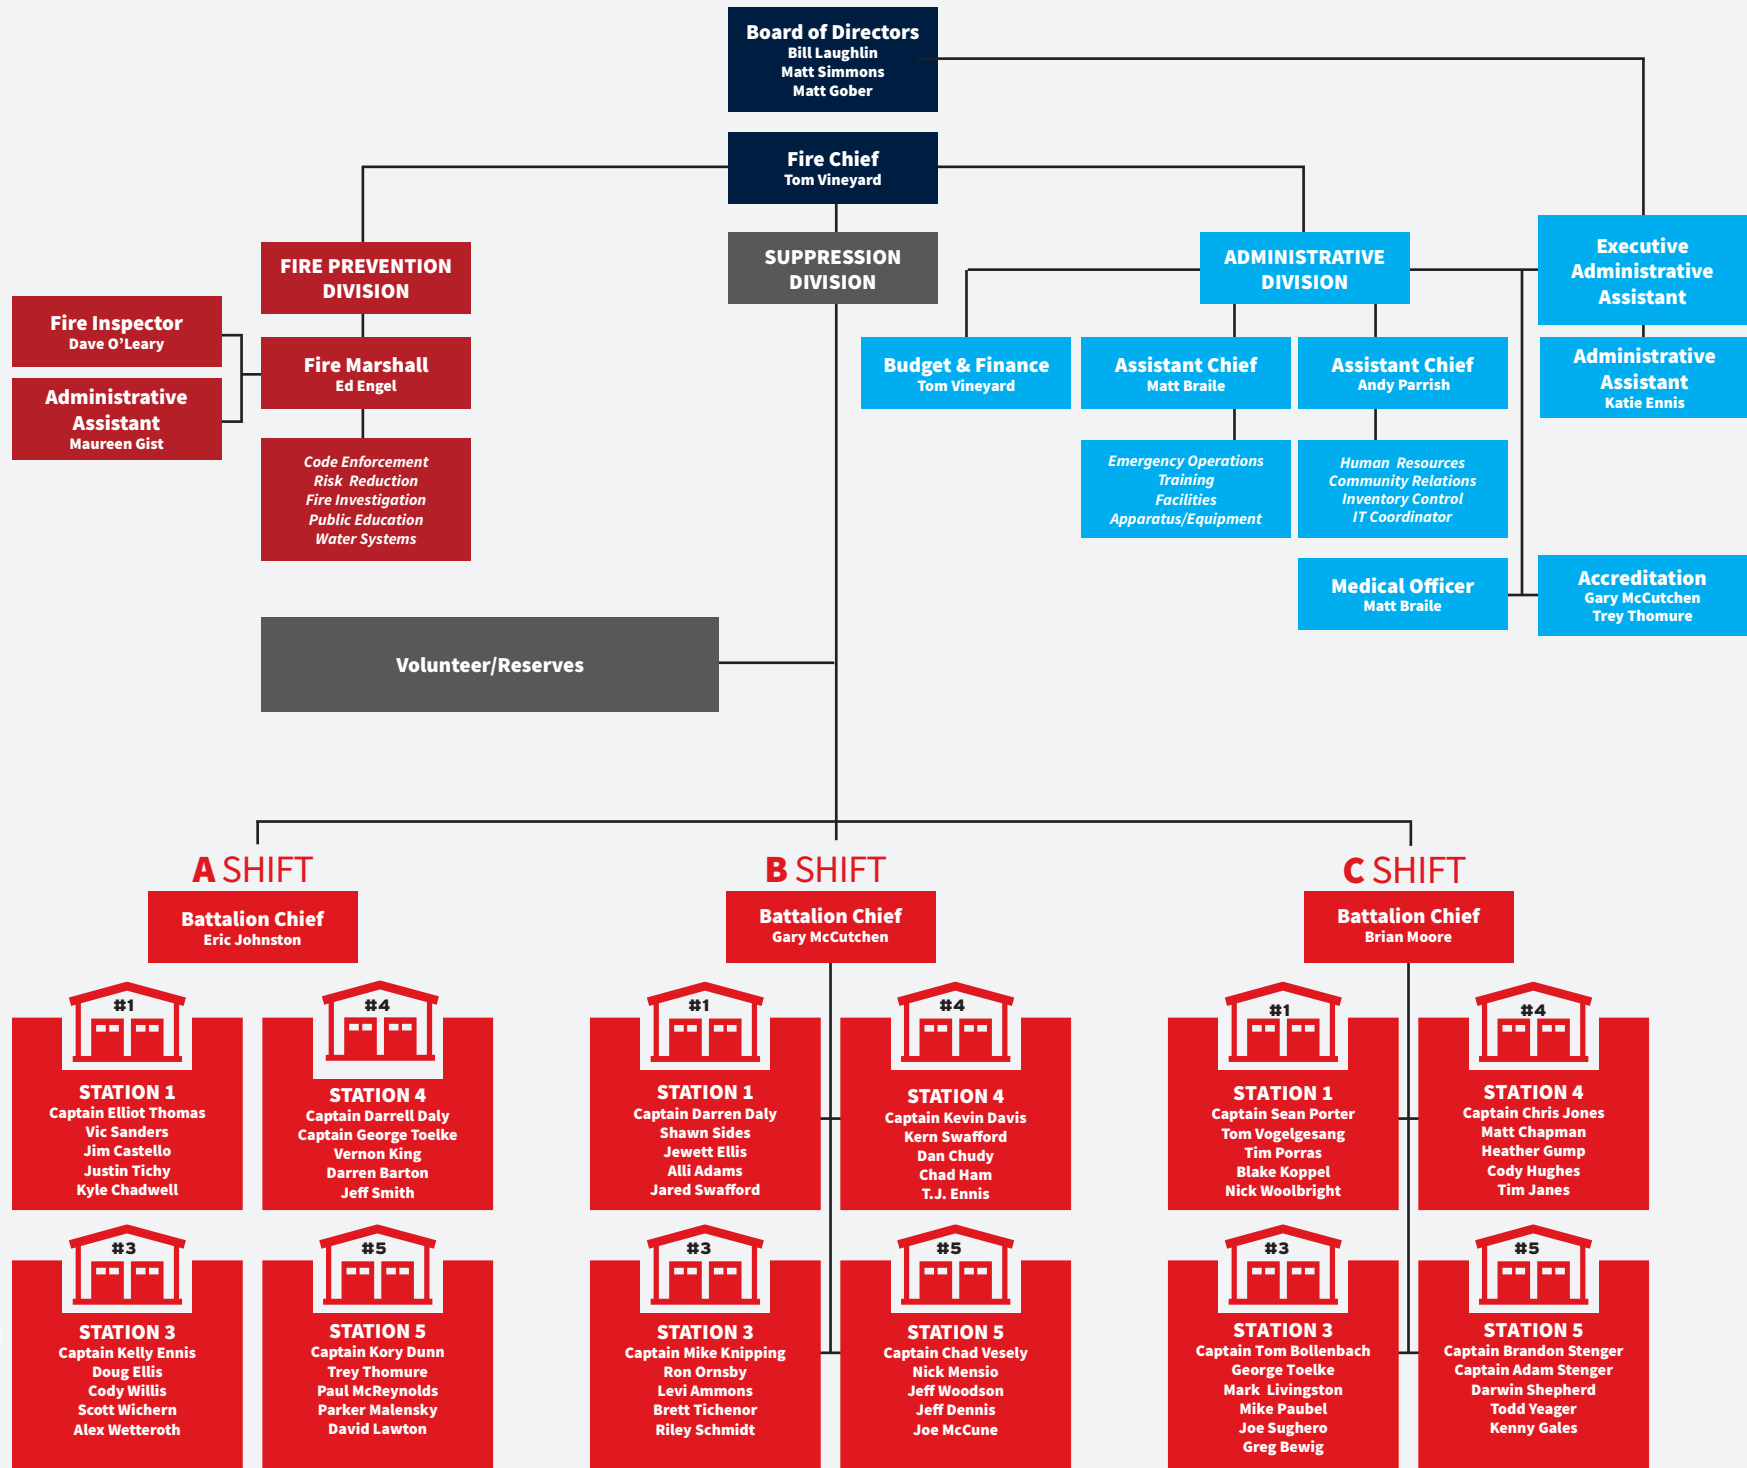 Board of Directors
Bill Laughlin
Matt Simmons
Matt Gober
Fire Chief
Tom Vineyard
FIRE PREVENTION
DIVISION
SUPPRESSION
DIVISION
ADMINISTRATIVE
DIVISION
Executive
Administrative
Assistant
Fire Inspector
Dave O’Leary
Administrative
Assistant
Maureen Gist
Fire Marshall
Ed Engel
Code Enforcement
Risk Reduction
Fire Investigation
Public Education
Water Systems
Budget & Finance
Tom Vineyard
Assistant Chief
Matt Braile
Assistant Chief
Andy Parrish
Administrative
Assistant
Katie Ennis
Emergency Operations
Training
Facilities
Apparatus/Equipment
Human Resources
Community Relations
Inventory Control
IT Coordinator
Medical Officer
Matt Braile
Accreditation
Gary McCutchen
Trey Thomure
Volunteer/Reserves
A SHIFT
Battalion Chief
Eric Johnston
#1
STATION 1
Captain Elliot Thomas
Vic Sanders
Jim Castello
Justin Tichy
Kyle Chadwell
#4
STATION 4
Captain Darrell Daly
Captain George Toelke
Vernon King
Darren Barton
Jeff Smith
#3
STATION 3
Captain Kelly Ennis
Doug Ellis
Cody Willis
Scott Wichern
Alex Wetteroth
#5
STATION 5
Captain Kory Dunn
Trey Thomure
Paul McReynolds
Parker Malensky
David Lawton
B SHIFT
Battalion Chief
Gary McCutchen
#1
STATION 1
Captain Darren Daly
Shawn Sides
Jewett Ellis
Alli Adams
Jared Swafford
#4
STATION 4
Captain Kevin Davis
Kern Swafford
Dan Chudy
Chad Ham
T.J. Ennis
#3
STATION 3
Captain Mike Knipping
Ron Ornsby
Levi Ammons
Brett Tichenor
Riley Schmidt
#5
STATION 5
Captain Chad Vesely
Nick Mensio
Jeff Woodson
Jeff Dennis
Joe McCune
C SHIFT
Battalion Chief
Brian Moore
#1
STATION 1
Captain Sean Porter
Tom Vogelgesang
Tim Porras
Blake Koppel
Nick Woolbright
#4
STATION 4
Captain Chris Jones
Matt Chapman
Heather Gump
Cody Hughes
Tim Janes
#3
STATION 3
Captain Tom Bollenbach
George Toelke
Mark Livingston
Mike Paubel
Joe Sughero
Greg Bewig
#5
STATION 5
Captain Brandon Stenger
Captain Adam Stenger
Darwin Shepherd
Todd Yeager
Kenny Gales